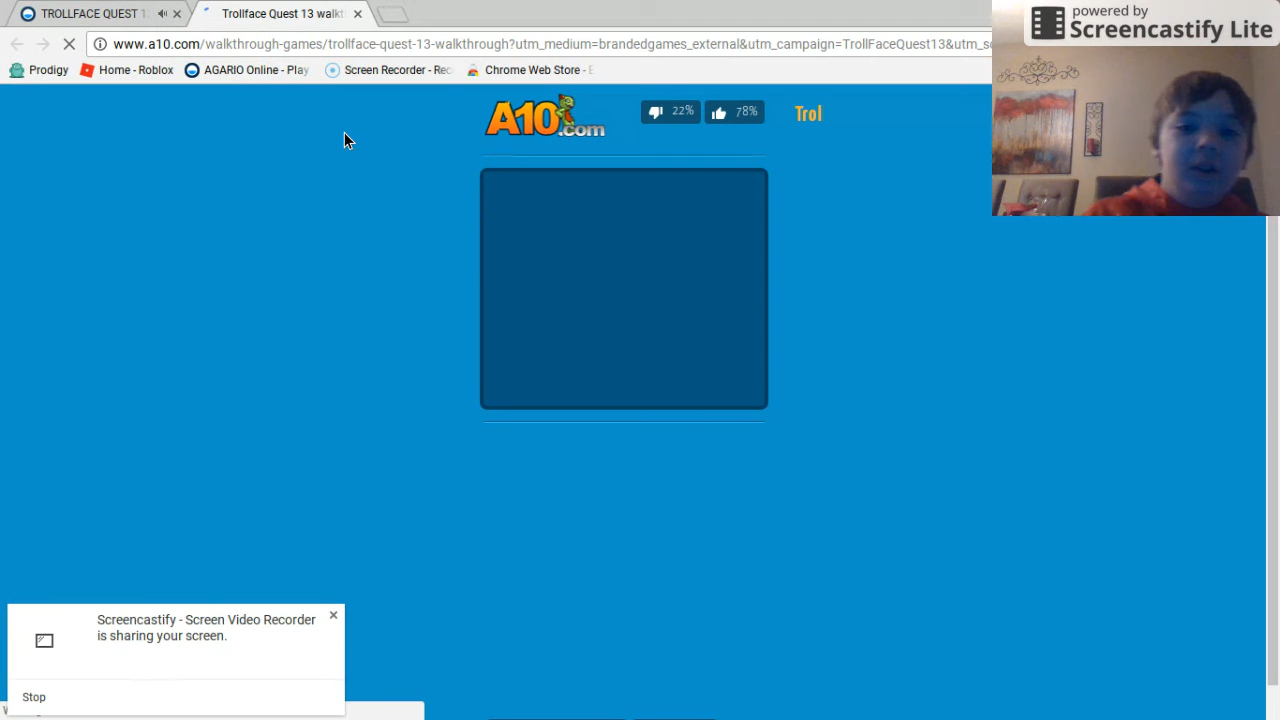 TROLLFACE QUEST 1
Trollface Quest 13 walkt
powered by
Screencastify Lite
www.a10.com/walkthrough-games/trollface-quest-13-walkthrough?utm_medium=brandedgames_external&utm_campaign=TrollFaceQuest13&utm_s
Prodigy
Home - Roblox
AGARIO Online - Play
Screen Recorder - Rec
Chrome Web Store - E
A10.com
22%
78%
Trol
Screencastify - Screen Video Recorder
is sharing your screen.
Stop